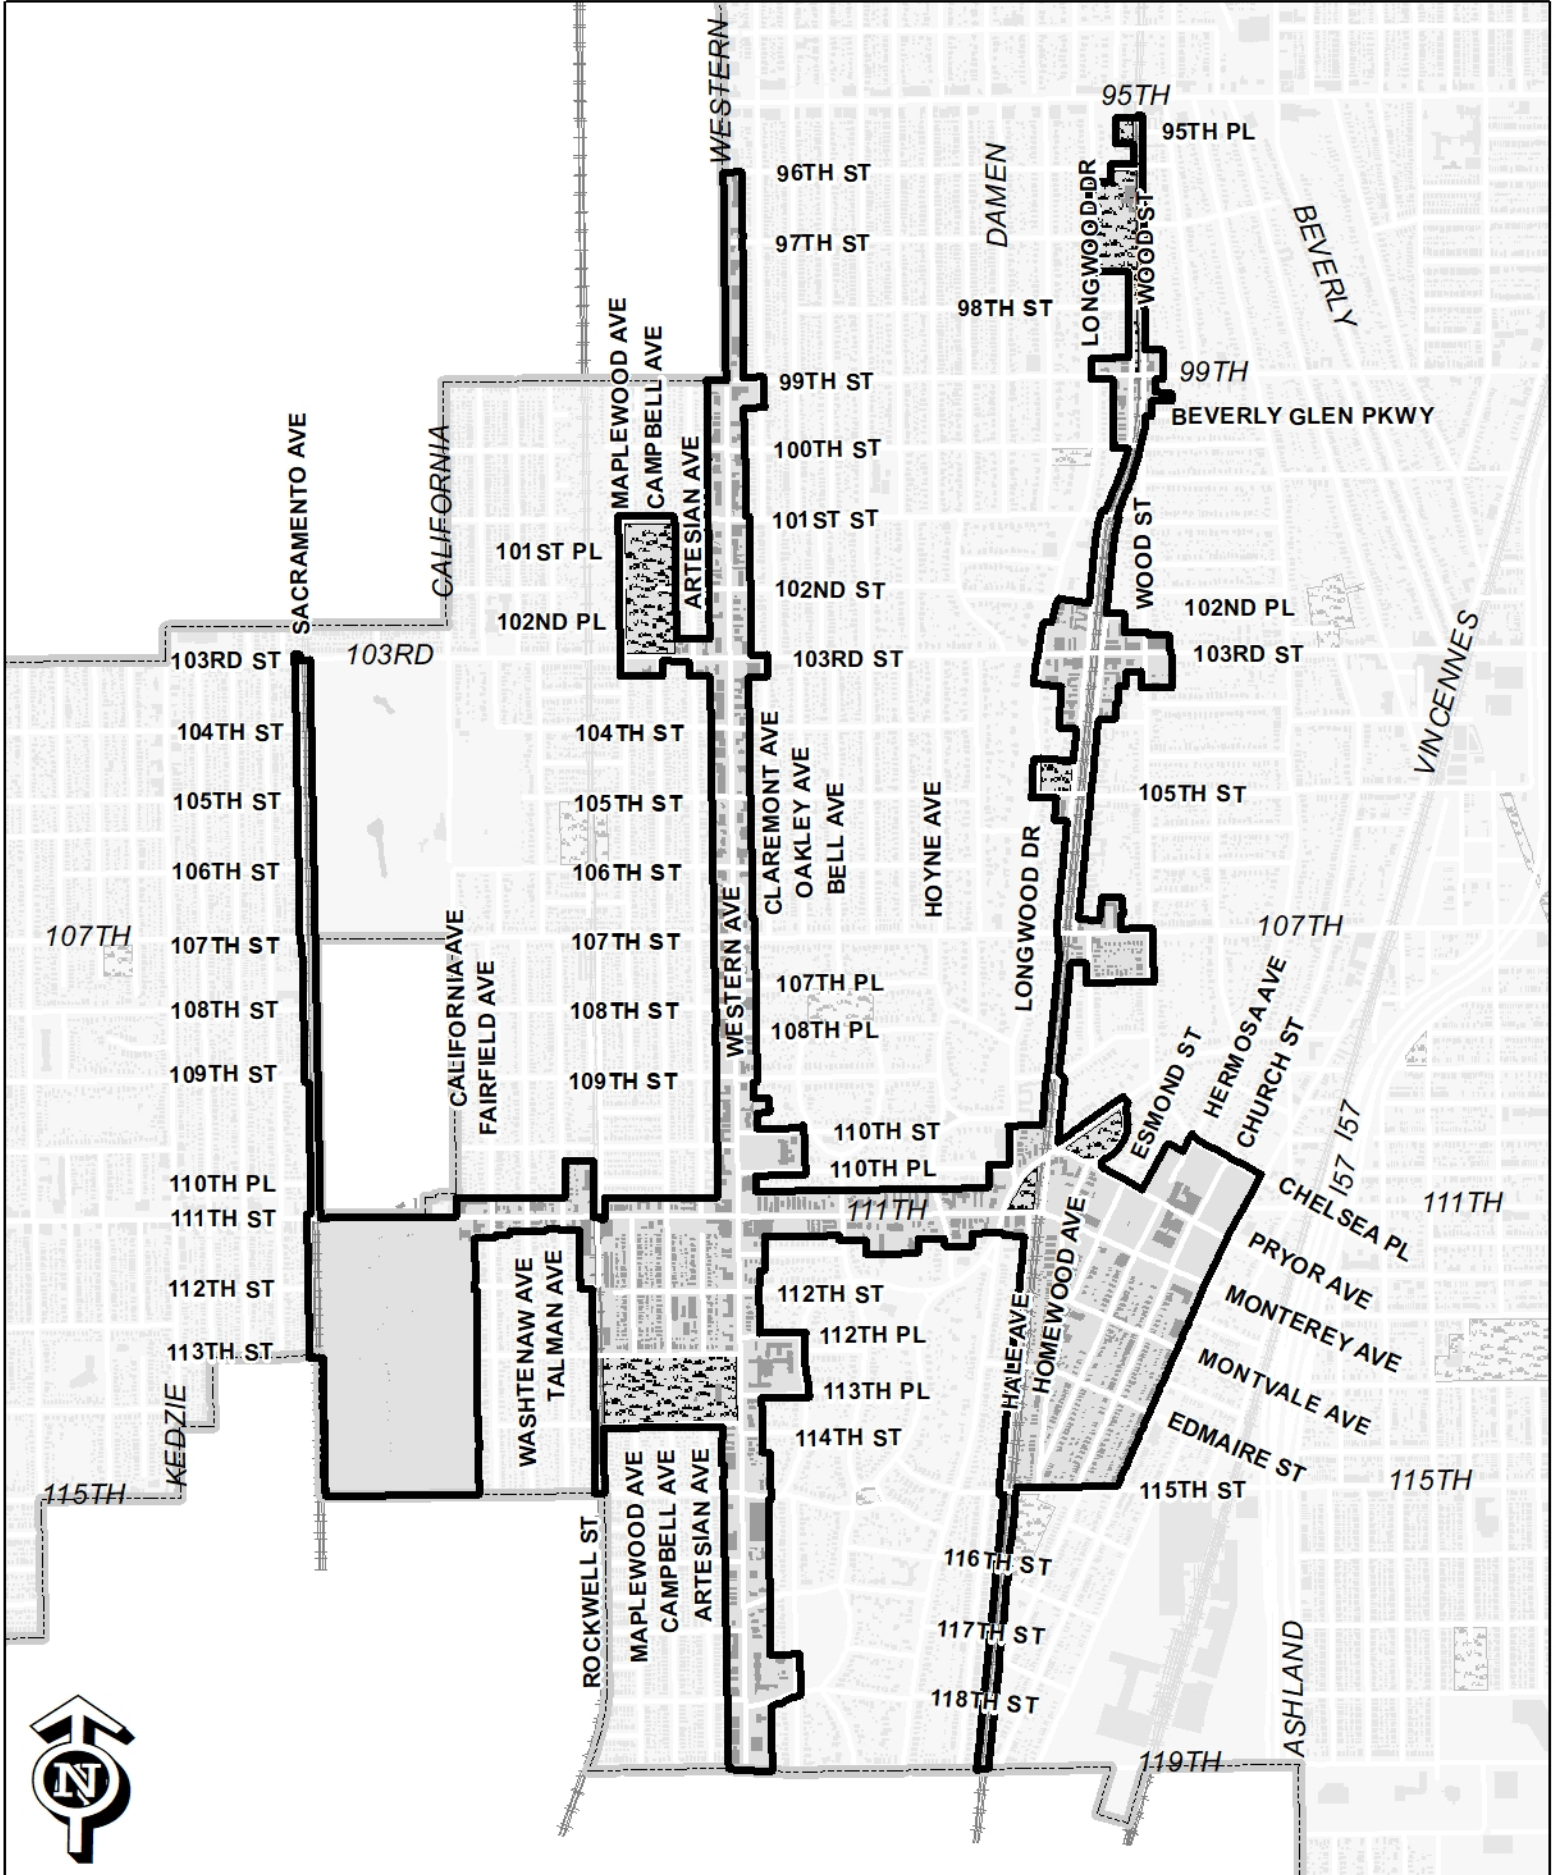 WESTERN
95TH
95TH PL
96TH ST
DAMEN
LONGWOOD DR
WOOD ST
97TH ST
BEVERLY
98TH ST
MAPLEWOOD AVE
CAMPBELL AVE
99TH ST
99TH
BEVERLY GLEN PKWY
SACRAMENTO AVE
CALIFORNIA
ARTESIAN AVE
100TH ST
101ST ST
WOOD ST
101ST PL
102ND ST
102ND PL
102ND PL
103RD ST
103RD
103RD ST
103RD ST
VINCENNES
104TH ST
104TH ST
CLAREMONT AVE
OAKLEY AVE
BELL AVE
HOYNE AVE
105TH ST
105TH ST
105TH ST
LONGWOOD DR
106TH ST
106TH ST
WESTERN AVE
107TH
107TH ST
CALIFORNIA AVE
FAIRFIELD AVE
107TH ST
107TH
107TH PL
108TH ST
108TH ST
108TH PL
ESMOND ST
HERMOSA AVE
CHURCH ST
109TH ST
109TH ST
110TH ST
I57
I57
110TH PL
110TH PL
111TH ST
111TH
111TH
CHELSEA PL
HOMEWOOD AVE
HALE AVE
PRYOR AVE
112TH ST
WASHTENAW AVE
TALMAN AVE
112TH ST
MONTEREY AVE
112TH PL
113TH ST
KEDZIE
113TH PL
MONTVALE AVE
114TH ST
EDMAIRE ST
115TH
115TH ST
115TH
ROCKWELL ST
MAPLEWOOD AVE
CAMPBELL AVE
ARTESIAN AVE
116TH ST
117TH ST
118TH ST
ASHLAND
119TH
N